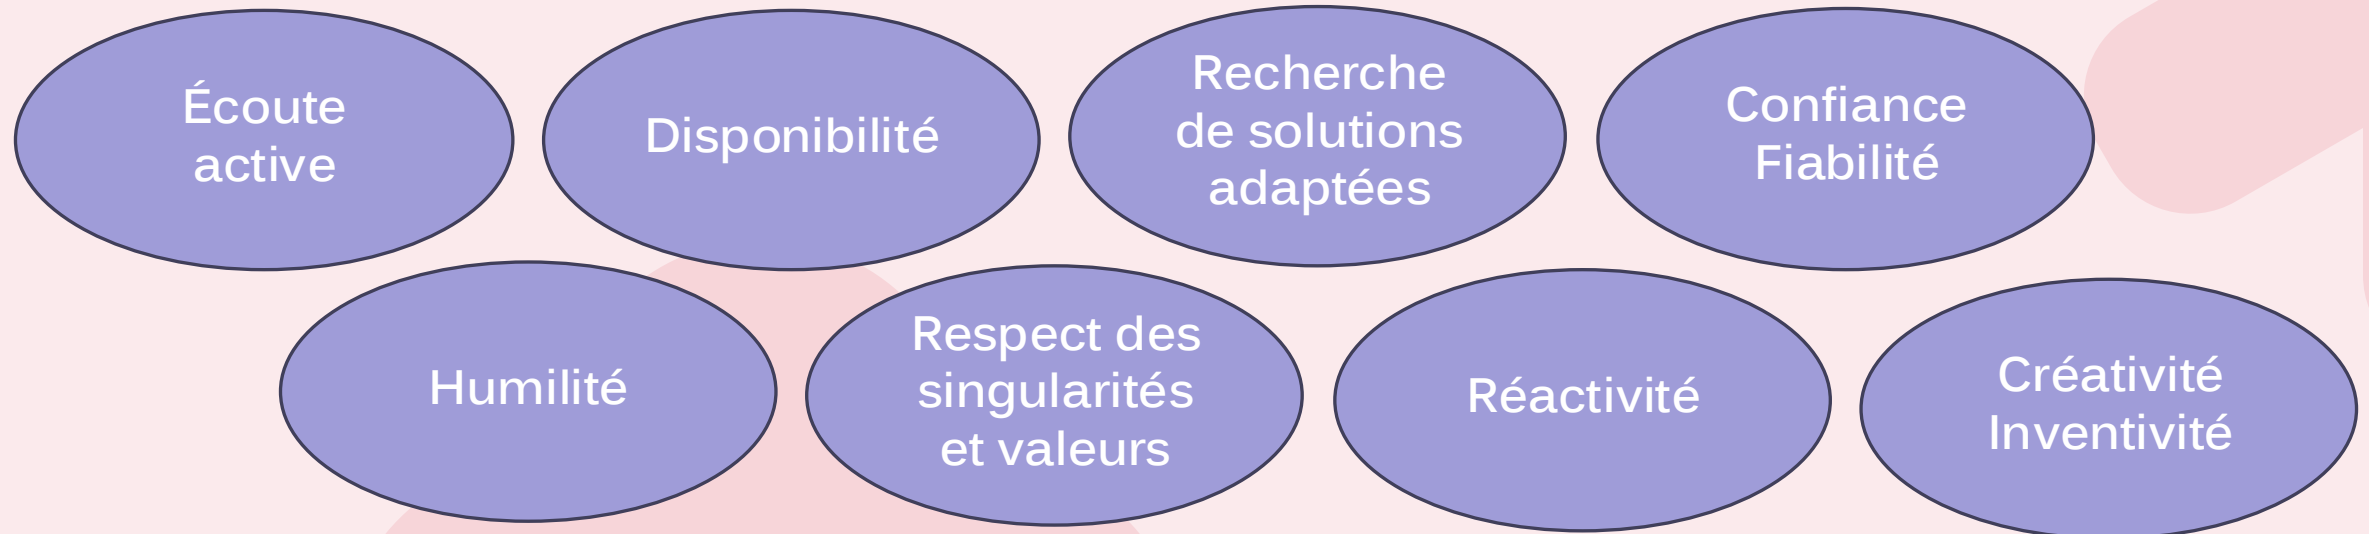 Écoute
active
Disponibilité
Recherche
de solutions
adaptées
Confiance
Fiabilité
Humilité
Respect des
singularités
et valeurs
Réactivité
Créativité
Inventivité